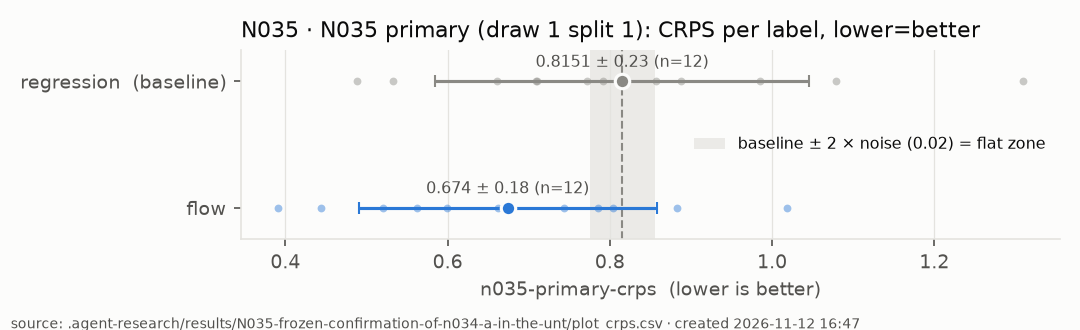 N035 · N035 primary (draw 1 split 1): CRPS per label, lower=better
0.8151 ± 0.23 (n=12)
regression (baseline)
baseline ± 2 × noise (0.02) = flat zone
0.674 ± 0.18 (n=12)
flow
0.4 0.6 0.8 1.0 1.2
n035-primary-crps (lower is better)
source: .agent-research/results/N035-frozen-confirmation-of-n034-a-in-the-unt/plot_crps.csv · created 2026-11-12 16:47